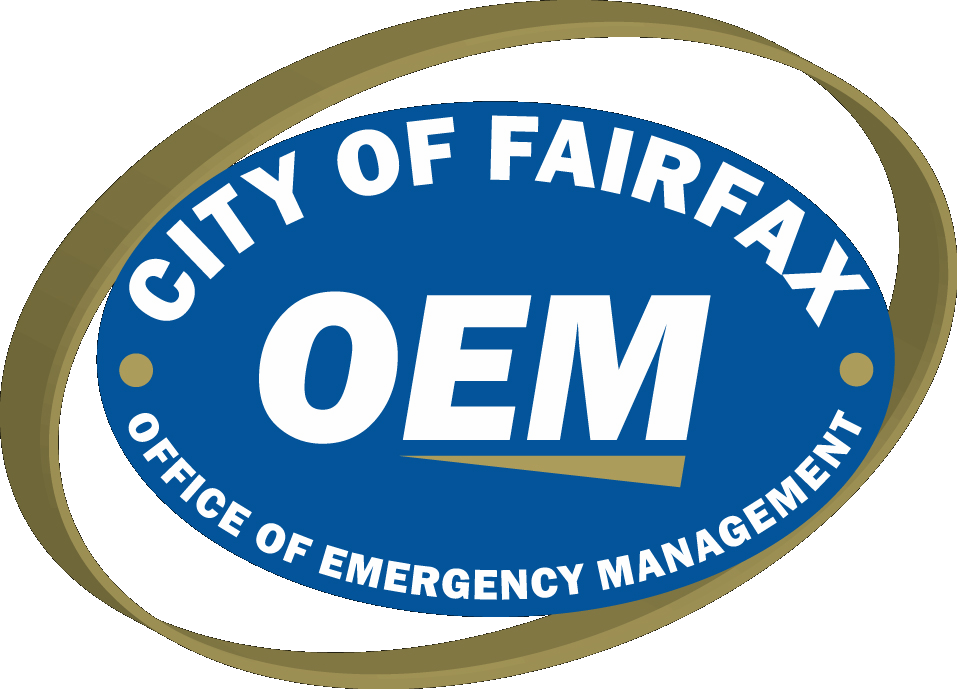 CITY OF FAIRFAX
OEM
OFFICE OF EMERGENCY MANAGEMENT